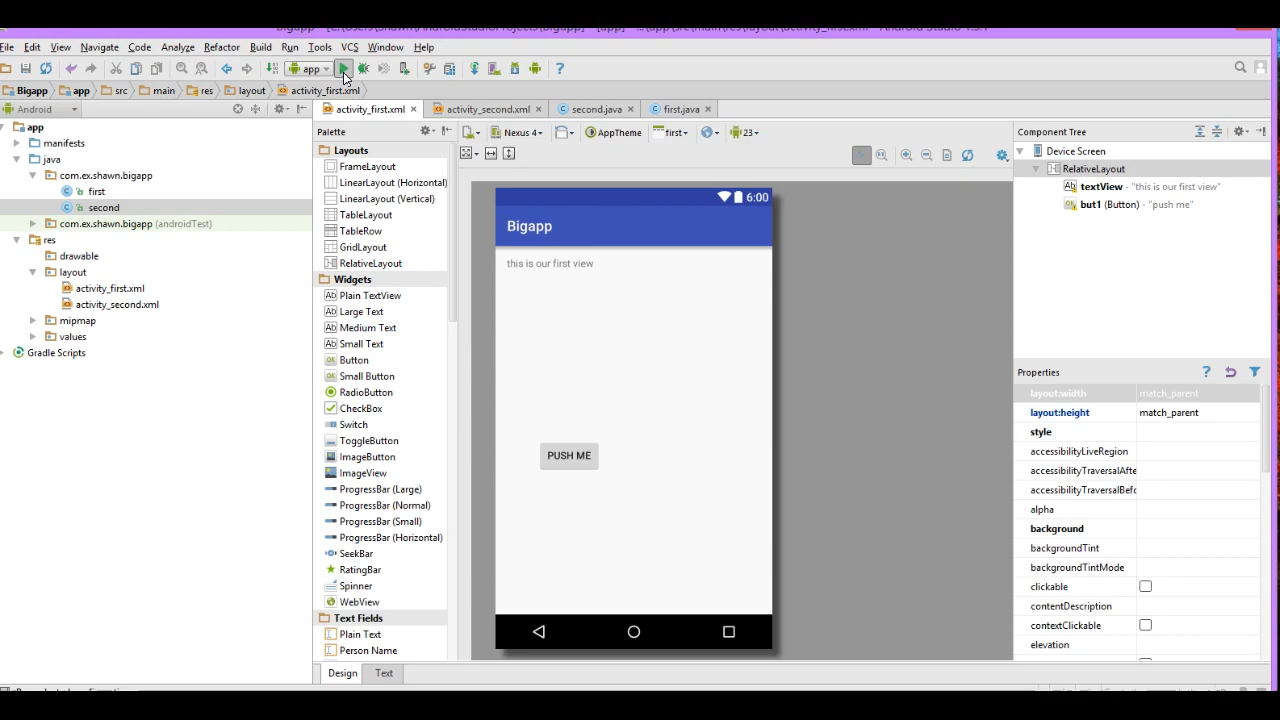 File Edit View Navigate Code Analyze Refactor Build Run Tools VCS Window Help
app
Bigapp app src main res layout activity_first.xml
Android
activity_first.xml activity_second.xml second.java first.java
app
manifests
java
com.ex.shawn.bigapp
first
second
com.ex.shawn.bigapp (androidTest)
res
drawable
layout
activity_first.xml
activity_second.xml
mipmap
values
Gradle Scripts
Palette
Layouts
FrameLayout
LinearLayout (Horizontal)
LinearLayout (Vertical)
TableLayout
TableRow
GridLayout
RelativeLayout
Widgets
Plain TextView
Large Text
Medium Text
Small Text
Button
Small Button
RadioButton
CheckBox
Switch
ToggleButton
ImageButton
ImageView
ProgressBar (Large)
ProgressBar (Normal)
ProgressBar (Small)
ProgressBar (Horizontal)
SeekBar
RatingBar
Spinner
WebView
Text Fields
Plain Text
Person Name
Design Text
Nexus 4 AppTheme first 23
6:00
Bigapp
this is our first view
PUSH ME
Component Tree
Device Screen
RelativeLayout
textView - "this is our first view"
but1 (Button) - "push me"
Properties
layout:width match_parent
layout:height match_parent
style
accessibilityLiveRegion
accessibilityTraversalAfte
accessibilityTraversalBefo
alpha
background
backgroundTint
backgroundTintMode
clickable
contentDescription
contextClickable
elevation